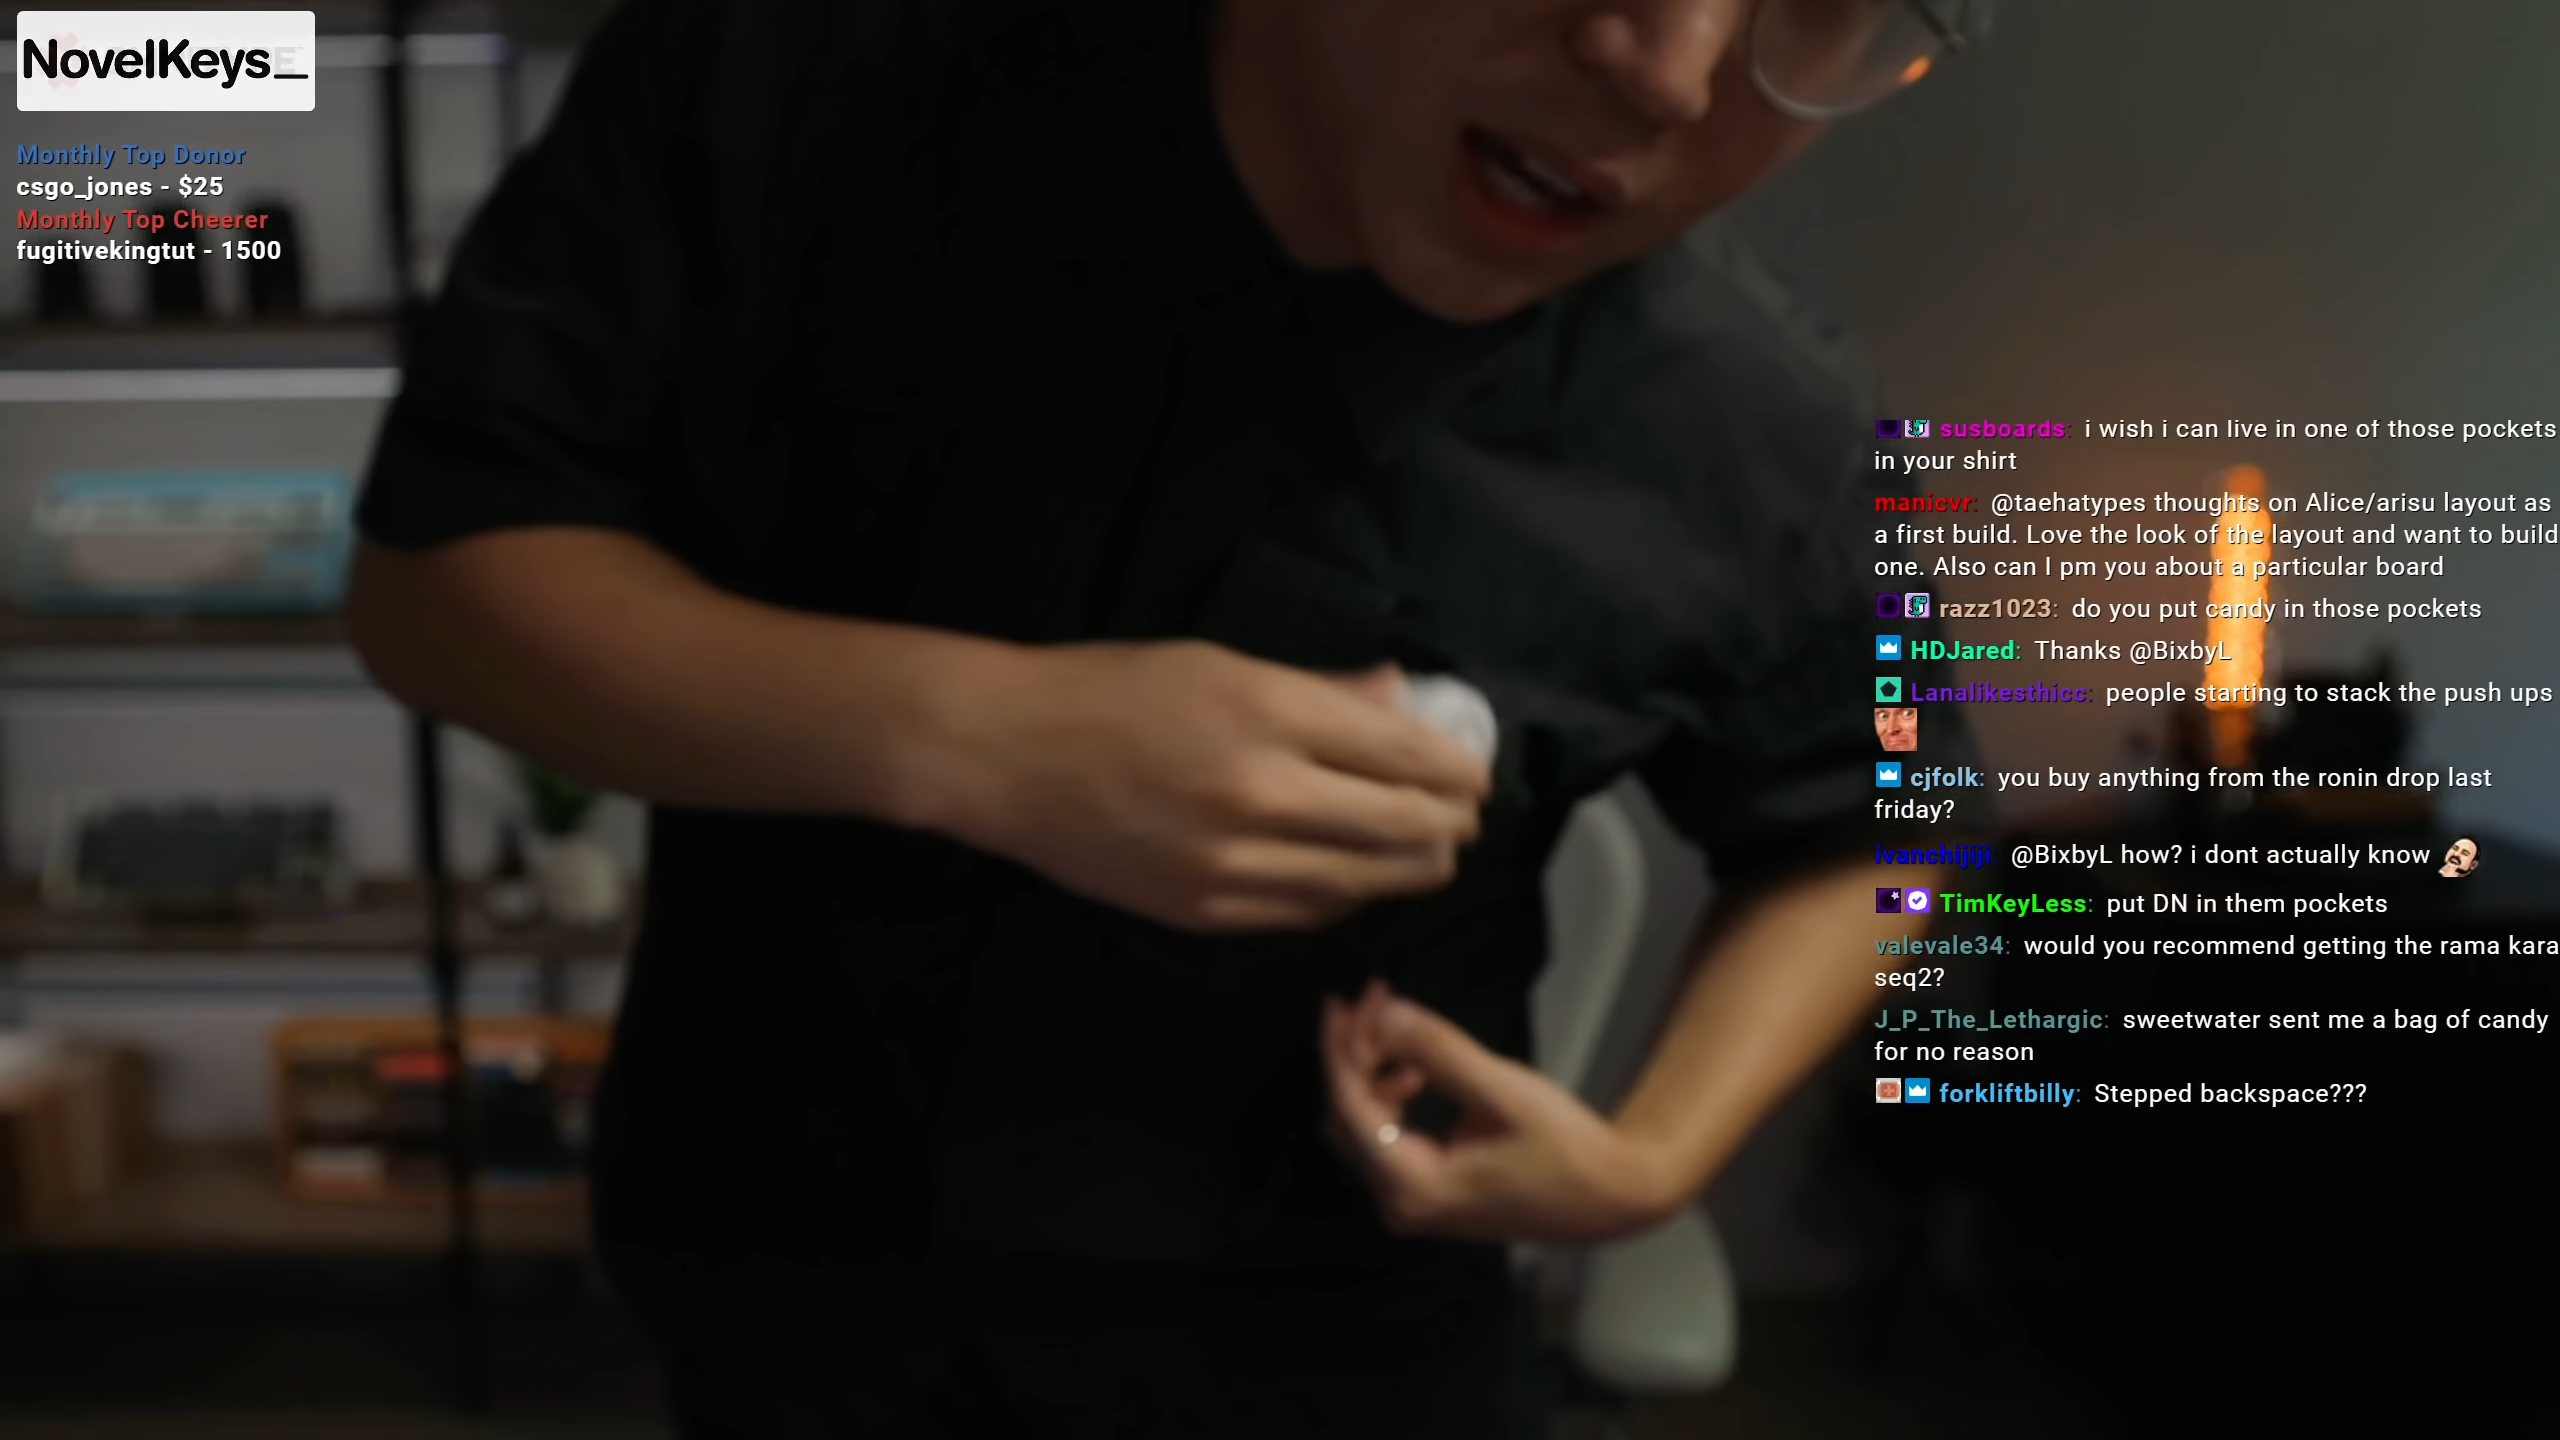 NovelKeys_
Monthly Top Donor
csgo_jones - $25
Monthly Top Cheerer
fugitivekingtut - 1500
susboards: i wish i can live in one of those pockets
in your shirt
manicvr: @taehatypes thoughts on Alice/arisu layout as
a first build. Love the look of the layout and want to build
one. Also can I pm you about a particular board
razz1023: do you put candy in those pockets
HDJared: Thanks @BixbyL
Lanalikesthicc: people starting to stack the push ups
cjfolk: you buy anything from the ronin drop last
friday?
ivanchijiji: @BixbyL how? i dont actually know
TimKeyLess: put DN in them pockets
valevale34: would you recommend getting the rama kara
seq2?
J_P_The_Lethargic: sweetwater sent me a bag of candy
for no reason
forkliftbilly: Stepped backspace???